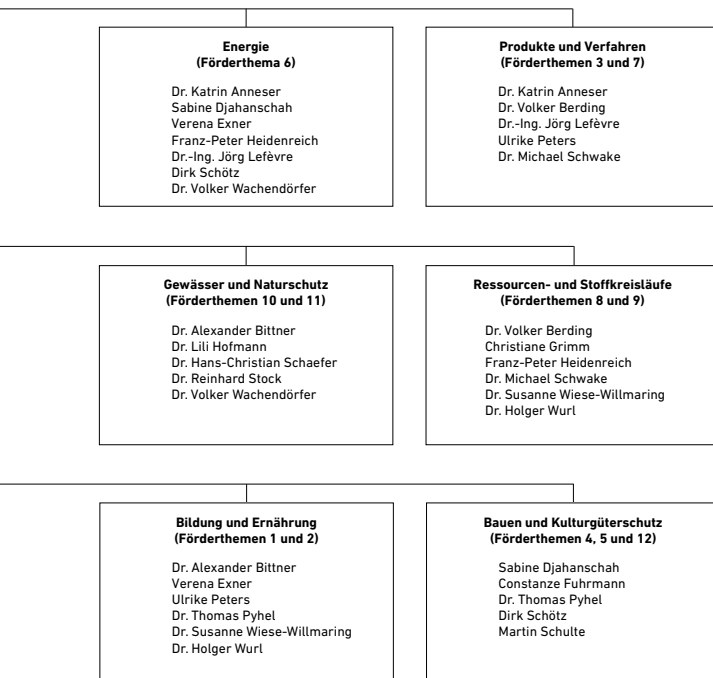 Energie
(Förderthema 6)
Dr. Katrin Anneser
Sabine Djahanschah
Verena Exner
Franz-Peter Heidenreich
Dr.-Ing. Jörg Lefèvre
Dirk Schötz
Dr. Volker Wachendörfer
Produkte und Verfahren
(Förderthemen 3 und 7)
Dr. Katrin Anneser
Dr. Volker Berding
Dr.-Ing. Jörg Lefèvre
Ulrike Peters
Dr. Michael Schwake
Gewässer und Naturschutz
(Förderthemen 10 und 11)
Dr. Alexander Bittner
Dr. Lili Hofmann
Dr. Hans-Christian Schaefer
Dr. Reinhard Stock
Dr. Volker Wachendörfer
Ressourcen- und Stoffkreisläufe
(Förderthemen 8 und 9)
Dr. Volker Berding
Christiane Grimm
Franz-Peter Heidenreich
Dr. Michael Schwake
Dr. Susanne Wiese-Willmaring
Dr. Holger Wurl
Bildung und Ernährung
(Förderthemen 1 und 2)
Dr. Alexander Bittner
Verena Exner
Ulrike Peters
Dr. Thomas Pyhel
Dr. Susanne Wiese-Willmaring
Dr. Holger Wurl
Bauen und Kulturgüterschutz
(Förderthemen 4, 5 und 12)
Sabine Djahanschah
Constanze Fuhrmann
Dr. Thomas Pyhel
Dirk Schötz
Martin Schulte